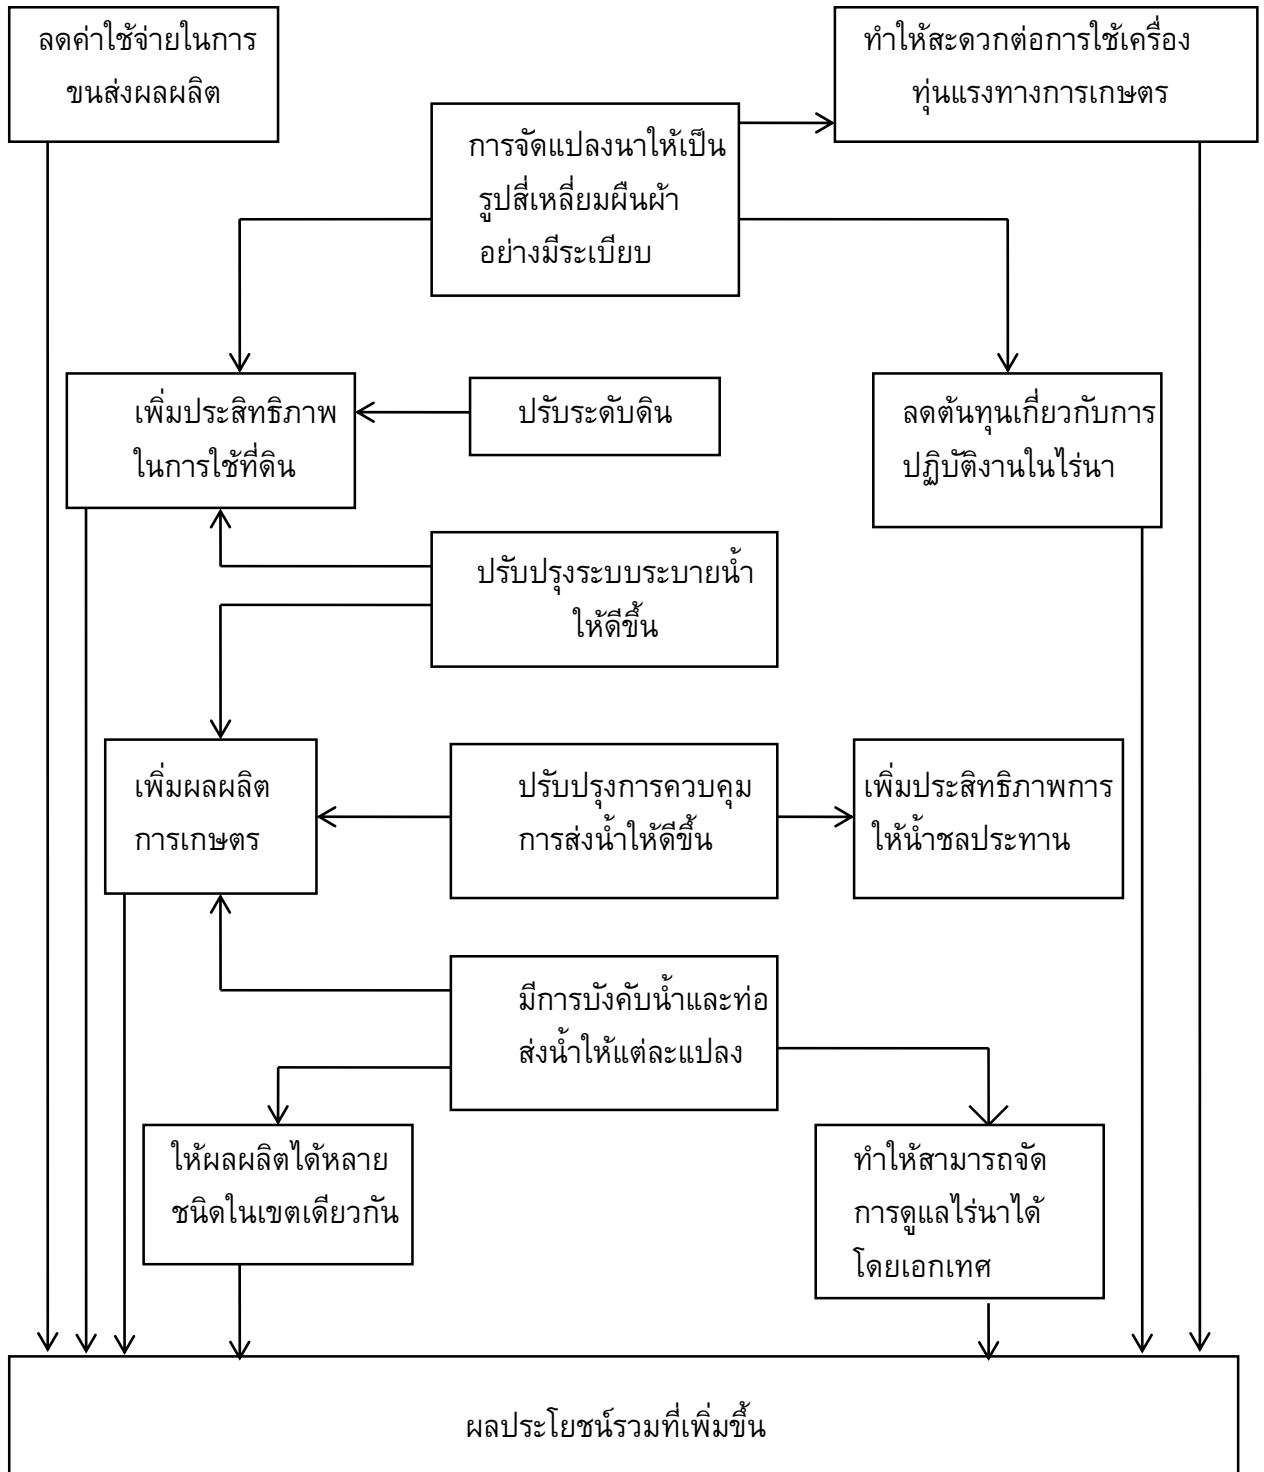 ลดค่าใช้จ่ายในการ
ขนส่งผลผลิต
ทำให้สะดวกต่อการใช้เครื่อง
ทุ่นแรงทางการเกษตร
การจัดแปลงนาให้เป็น
รูปสี่เหลี่ยมผืนผ้า
อย่างมีระเบียบ
เพิ่มประสิทธิภาพ
ในการใช้ที่ดิน
ปรับระดับดิน
ลดต้นทุนเกี่ยวกับการ
ปฏิบัติงานในไร่นา
ปรับปรุงระบบระบายน้ำ
ให้ดีขึ้น
เพิ่มผลผลิต
การเกษตร
ปรับปรุงการควบคุม
การส่งน้ำให้ดีขึ้น
เพิ่มประสิทธิภาพการ
ให้น้ำชลประทาน
มีการบังคับน้ำและท่อ
ส่งน้ำให้แต่ละแปลง
ให้ผลผลิตได้หลาย
ชนิดในเขตเดียวกัน
ทำให้สามารถจัด
การดูแลไร่นาได้
โดยเอกเทศ
ผลประโยชน์รวมที่เพิ่มขึ้น